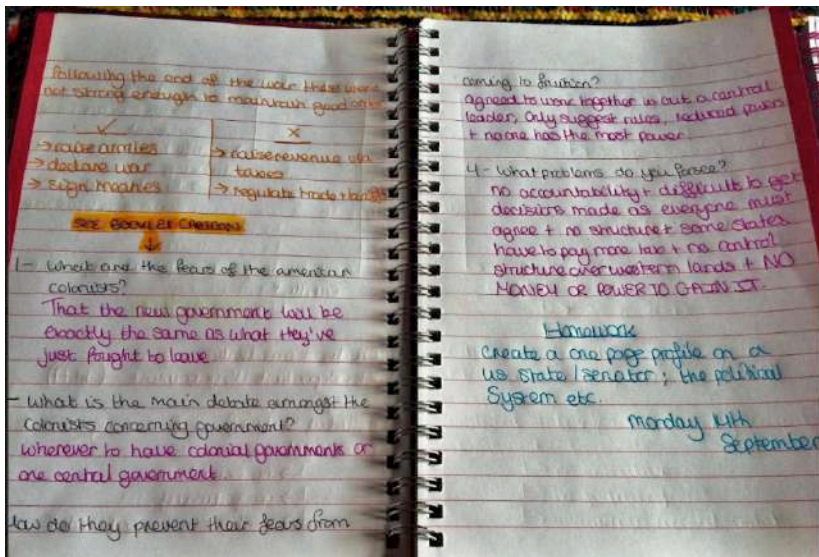 Following the end of the war these were
not strong enough to maintain good
✓
→ raise armies
→ declare war
→ sign
X
→ raise revenue via
taxes
→ regulate trade +
SEE BOOKLET CARTOON
↓
1- What are the fears of the american
colonists?
That the new government will be
exactly the same as what they've
just fought to leave
- What is the main debate amongst the
colonists concerning government?
wherever to have colonial governments or
one central government
How do they prevent their fears from
coming to fruition?
agreed to work together w out a central
leader, Only suggest rules, reduced powers
+ no one has the most power.
4- What problems do you forsee?
no accountability + difficult to get
decisions made as everyone must
agree + no structure + some states
have to pay more tax + no control
structure over western lands + NO
MONEY OR POWER TO GAIN IT.
Homework
Create a one page profile on a
us state/senator; the political
System etc.
Monday 14th
September